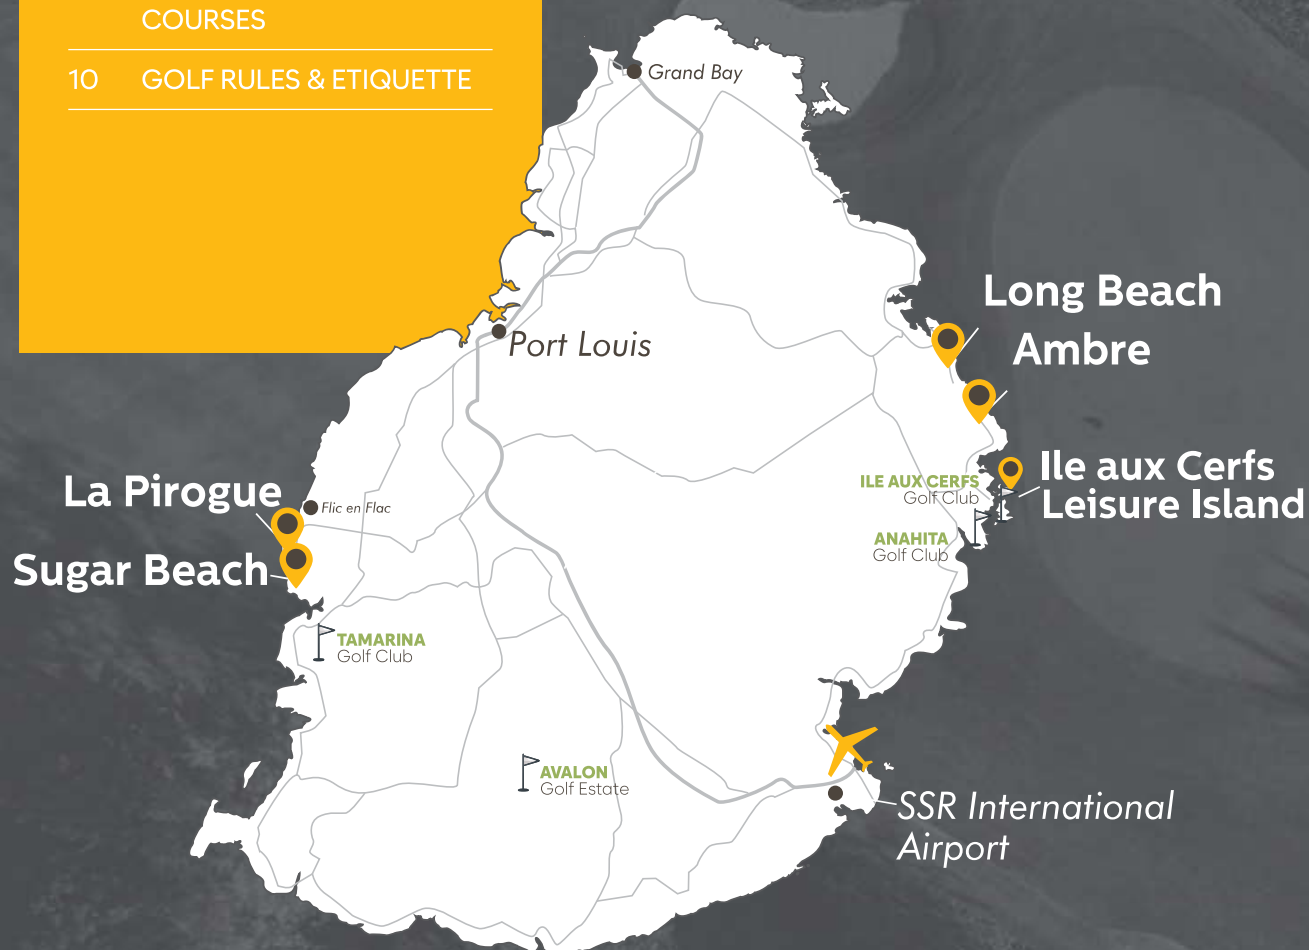 COURSES
10 GOLF RULES & ETIQUETTE
Grand Bay
Long Beach
Ambre
Port Louis
Ile aux Cerfs
Leisure Island
ILE AUX CERFS
Golf Club
La Pirogue
Flic en Flac
ANAHITA
Golf Club
Sugar Beach
TAMARINA
Golf Club
AVALON
Golf Estate
SSR International
Airport